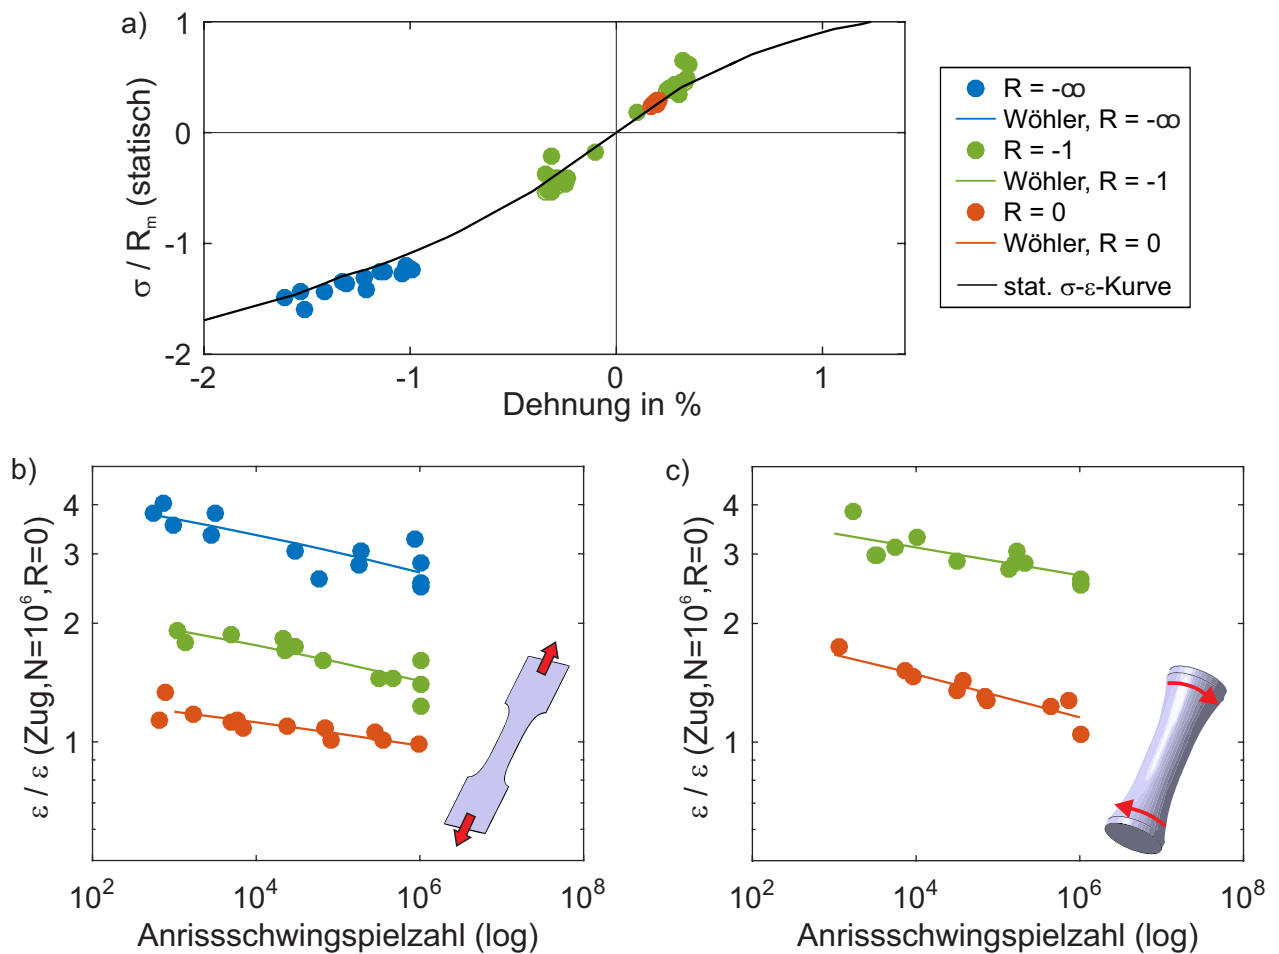 a)
1
0
-1
-2
σ / Rₘ (statisch)
-2
-1
0
1
Dehnung in %
R = -∞
Wöhler, R = -∞
R = -1
Wöhler, R = -1
R = 0
Wöhler, R = 0
stat. σ-ε-Kurve
b)
4
3
2
1
ε / ε (Zug,N=10⁶,R=0)
10² 10⁴ 10⁶ 10⁸
Anrissschwingspielzahl (log)
c)
4
3
2
1
ε / ε (Zug,N=10⁶,R=0)
10² 10⁴ 10⁶ 10⁸
Anrissschwingspielzahl (log)